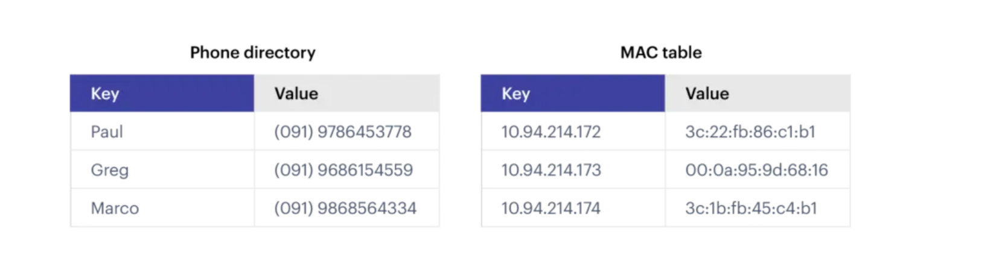 Phone directory
Key Value
Paul (091) 9786453778
Greg (091) 9686154559
Marco (091) 9868564334
MAC table
Key Value
10.94.214.172 3c:22:fb:86:c1:b1
10.94.214.173 00:0a:95:9d:68:16
10.94.214.174 3c:1b:fb:45:c4:b1